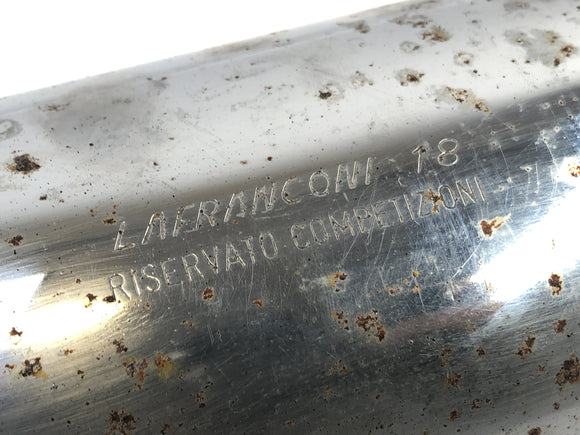 LAFRANCONI 18
RISERVATO COMPETIZIONI